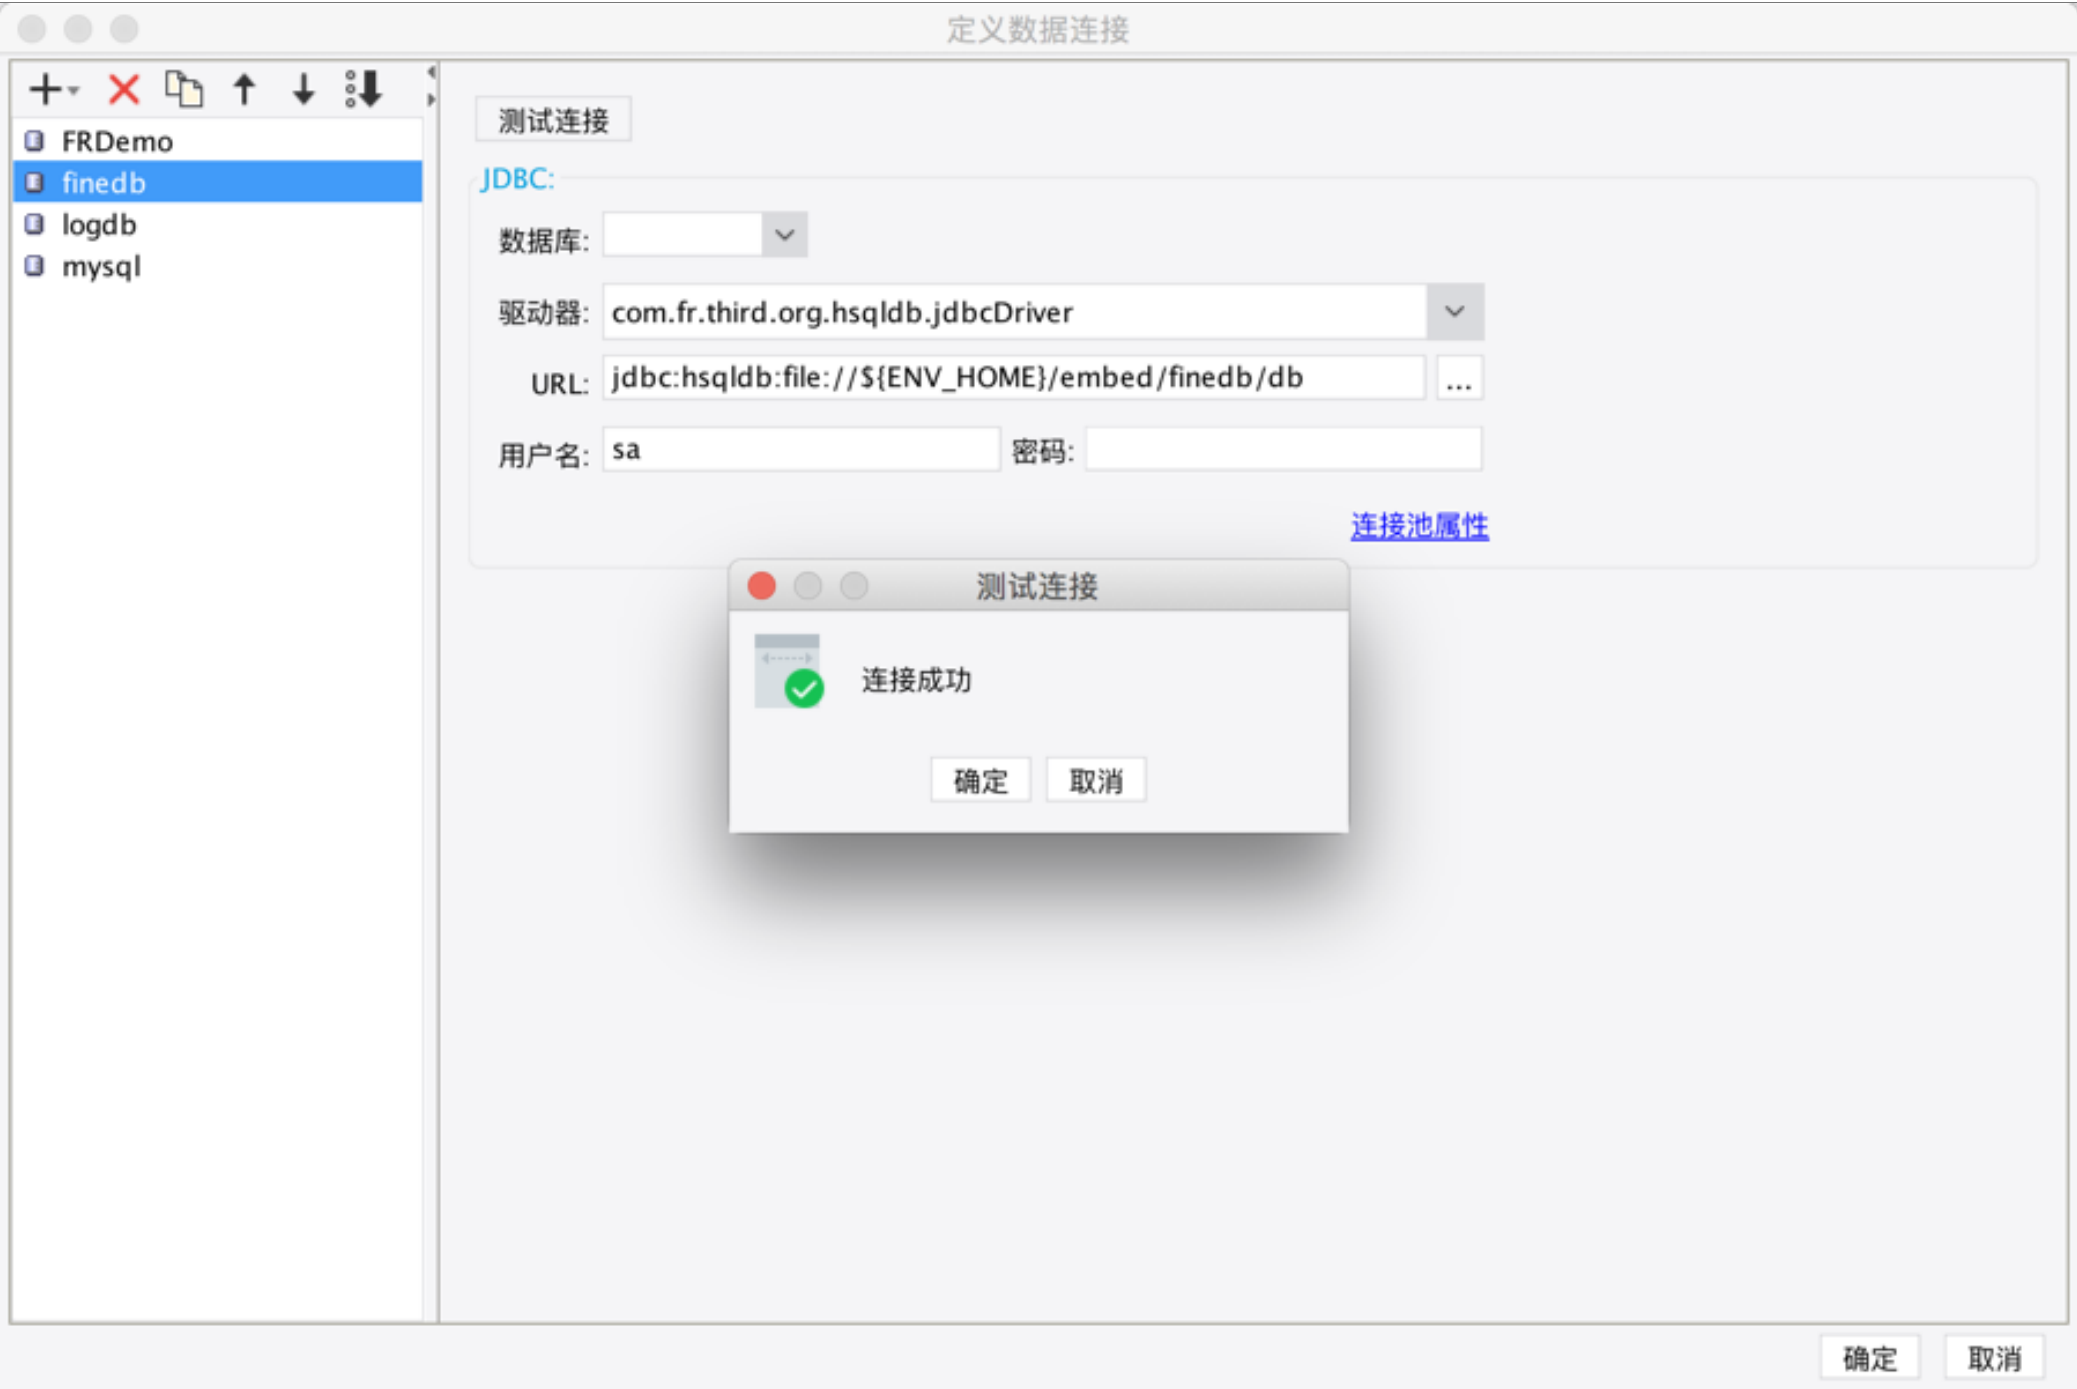 定义数据连接
FRDemo
finedb
logdb
mysql
测试连接
JDBC:
数据库:
驱动器: com.fr.third.org.hsqldb.jdbcDriver
URL: jdbc:hsqldb:file://${ENV_HOME}/embed/finedb/db ...
用户名: sa 密码:
连接池属性
测试连接
连接成功
确定 取消
确定 取消